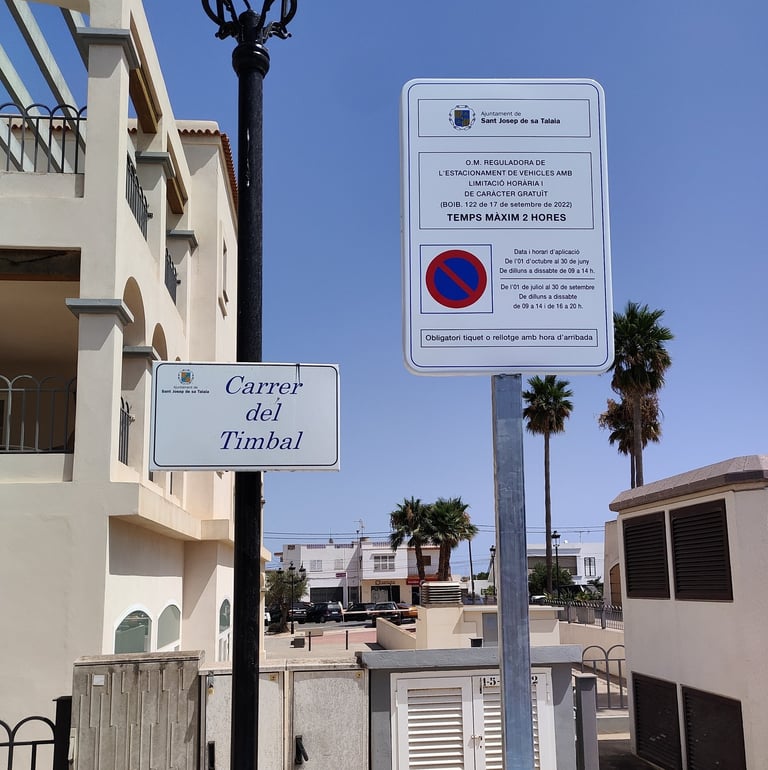 Ajuntament de
Sant Josep de sa Talaia
O.M. REGULADORA DE
L'ESTACIONAMENT DE VEHICLES AMB
LIMITACIÓ HORÀRIA I
DE CARÀCTER GRATUÏT
(BOIB. 122 de 17 de setembre de 2022)
TEMPS MÀXIM 2 HORES
Data i horari d'aplicació
De l'01 d'octubre al 30 de juny
De dilluns a dissabte de 09 a 14 h.
De l'01 de juliol al 30 de setembre
De dilluns a dissabte
de 09 a 14 i de 16 a 20 h.
Obligatori tiquet o rellotge amb hora d'arribada
Ajuntament de
Sant Josep de sa Talaia
Carrer
del
Timbal